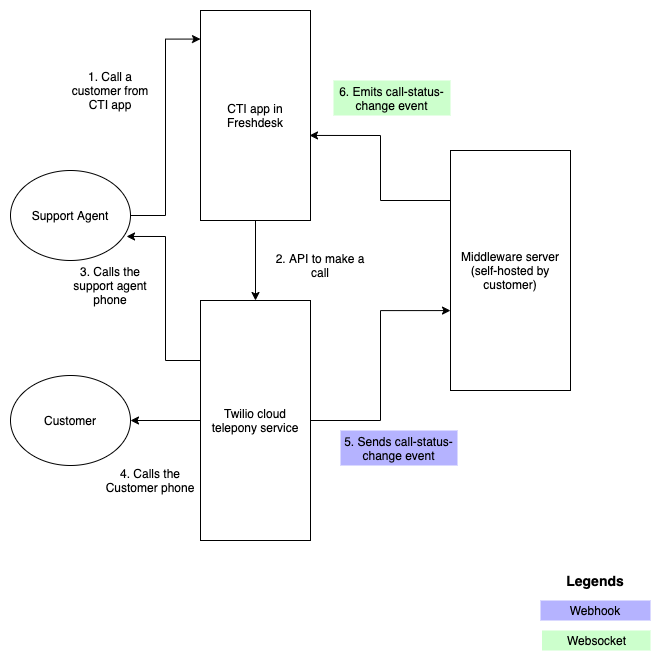 1. Call a
customer from
CTI app
CTI app in
Freshdesk
6. Emits call-status-
change event
Support Agent
2. API to make a
call
Middleware server
(self-hosted by
customer)
3. Calls the
support agent
phone
Customer
Twilio cloud
telepony service
5. Sends call-status-
change event
4. Calls the
Customer phone
Legends
Webhook
Websocket